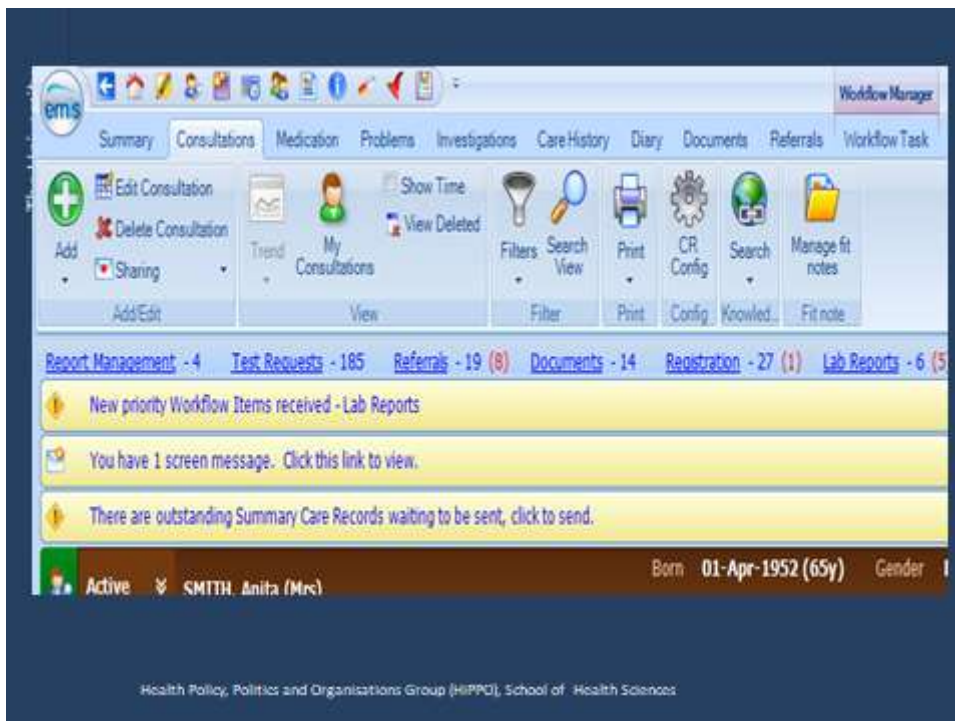 emis
Workflow Manager
Summary Consultations Medication Problems Investigations Care History Diary Documents Referrals Workflow Task
Add
Edit Consultation
Delete Consultation
Sharing
Add/Edit
Trend
My
Consultations
Show Time
View Deleted
View
Filters
Search
View
Filter
Print
Print
CR
Config
Config
Search
Knowled...
Manage fit
notes
Fit note
Report Management - 4 Test Requests - 185 Referrals - 19 (8) Documents - 14 Registration - 27 (1) Lab Reports - 6 (5
New priority Workflow Items received - Lab Reports
You have 1 screen message. Click this link to view.
There are outstanding Summary Care Records waiting to be sent, click to send.
Active SMITH, Anita (Mrs) Born 01-Apr-1952 (65y) Gender
Health Policy, Politics and Organisations Group (HiPPO), School of Health Sciences